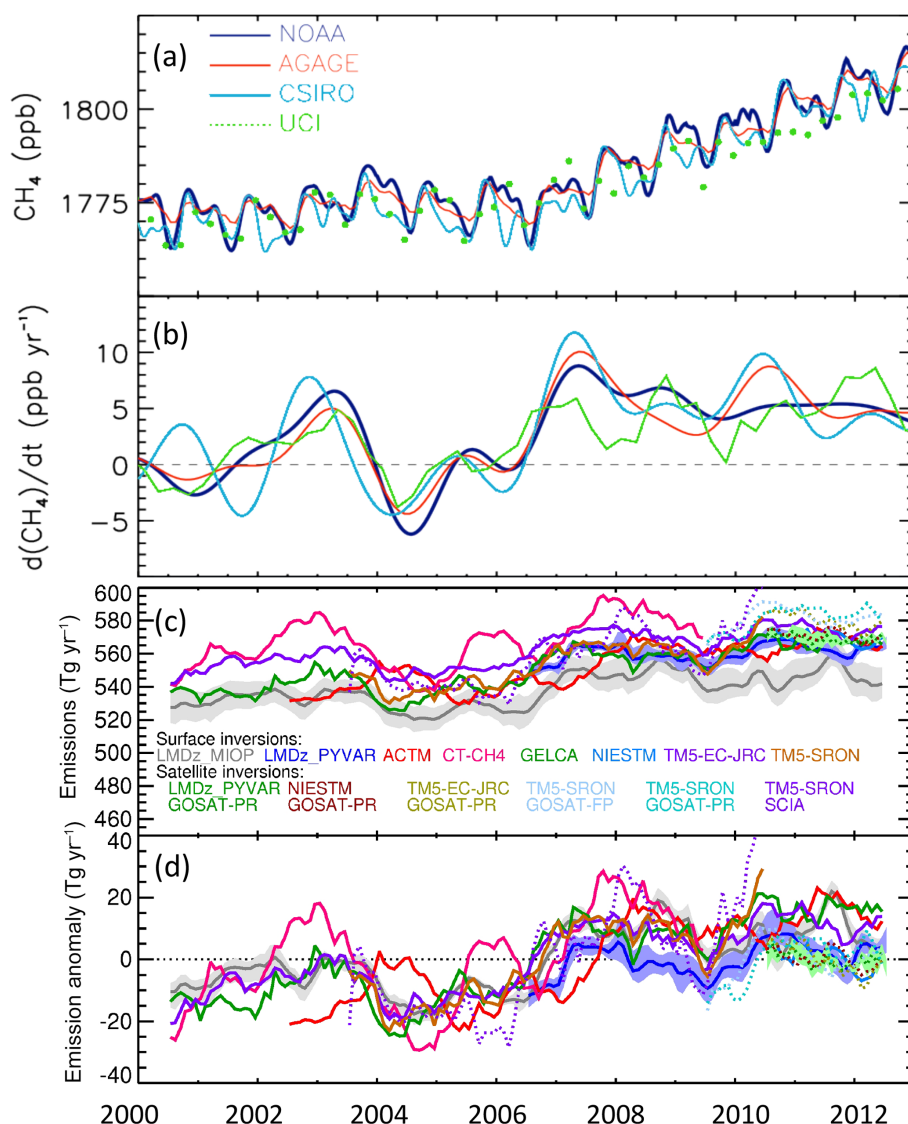 (a)
NOAA
AGAGE
CSIRO
UCI
CH4 (ppb)
1800
1775
(b)
d(CH4)/dt (ppb yr−1)
10
5
0
−5
(c)
Emissions (Tg yr−1)
600
580
560
540
520
500
480
460
Surface inversions:
LMDz_MIOP LMDz_PYVAR ACTM CT-CH4 GELCA NIESTM TM5-EC-JRC TM5-SRON
Satellite inversions:
LMDz_PYVAR NIESTM TM5-EC-JRC TM5-SRON TM5-SRON TM5-SRON
GOSAT-PR GOSAT-PR GOSAT-PR GOSAT-FP GOSAT-PR SCIA
(d)
Emission anomaly (Tg yr−1)
40
20
0
-20
-40
2000 2002 2004 2006 2008 2010 2012